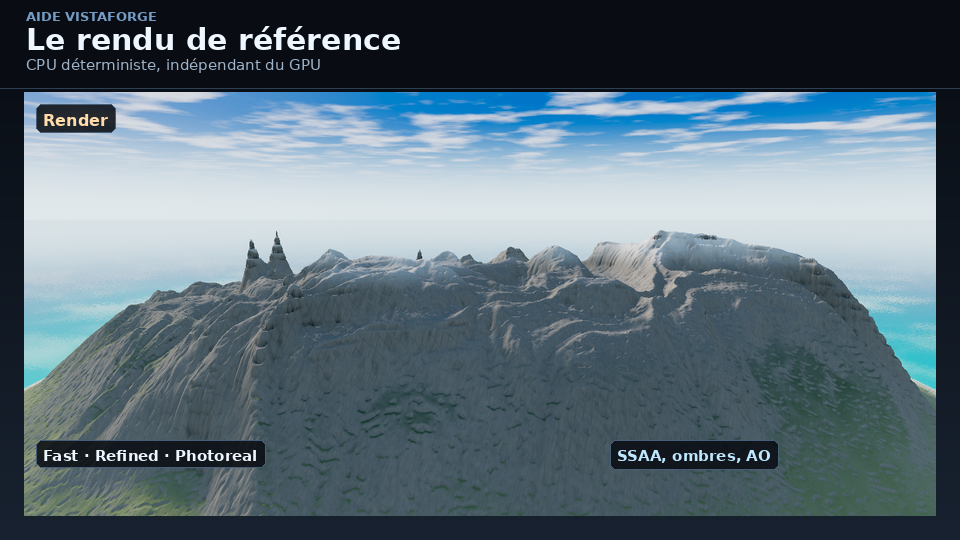 AIDE VISTAFORGE
Le rendu de référence
CPU déterministe, indépendant du GPU
Render
Fast · Refined · Photoreal
SSAA, ombres, AO